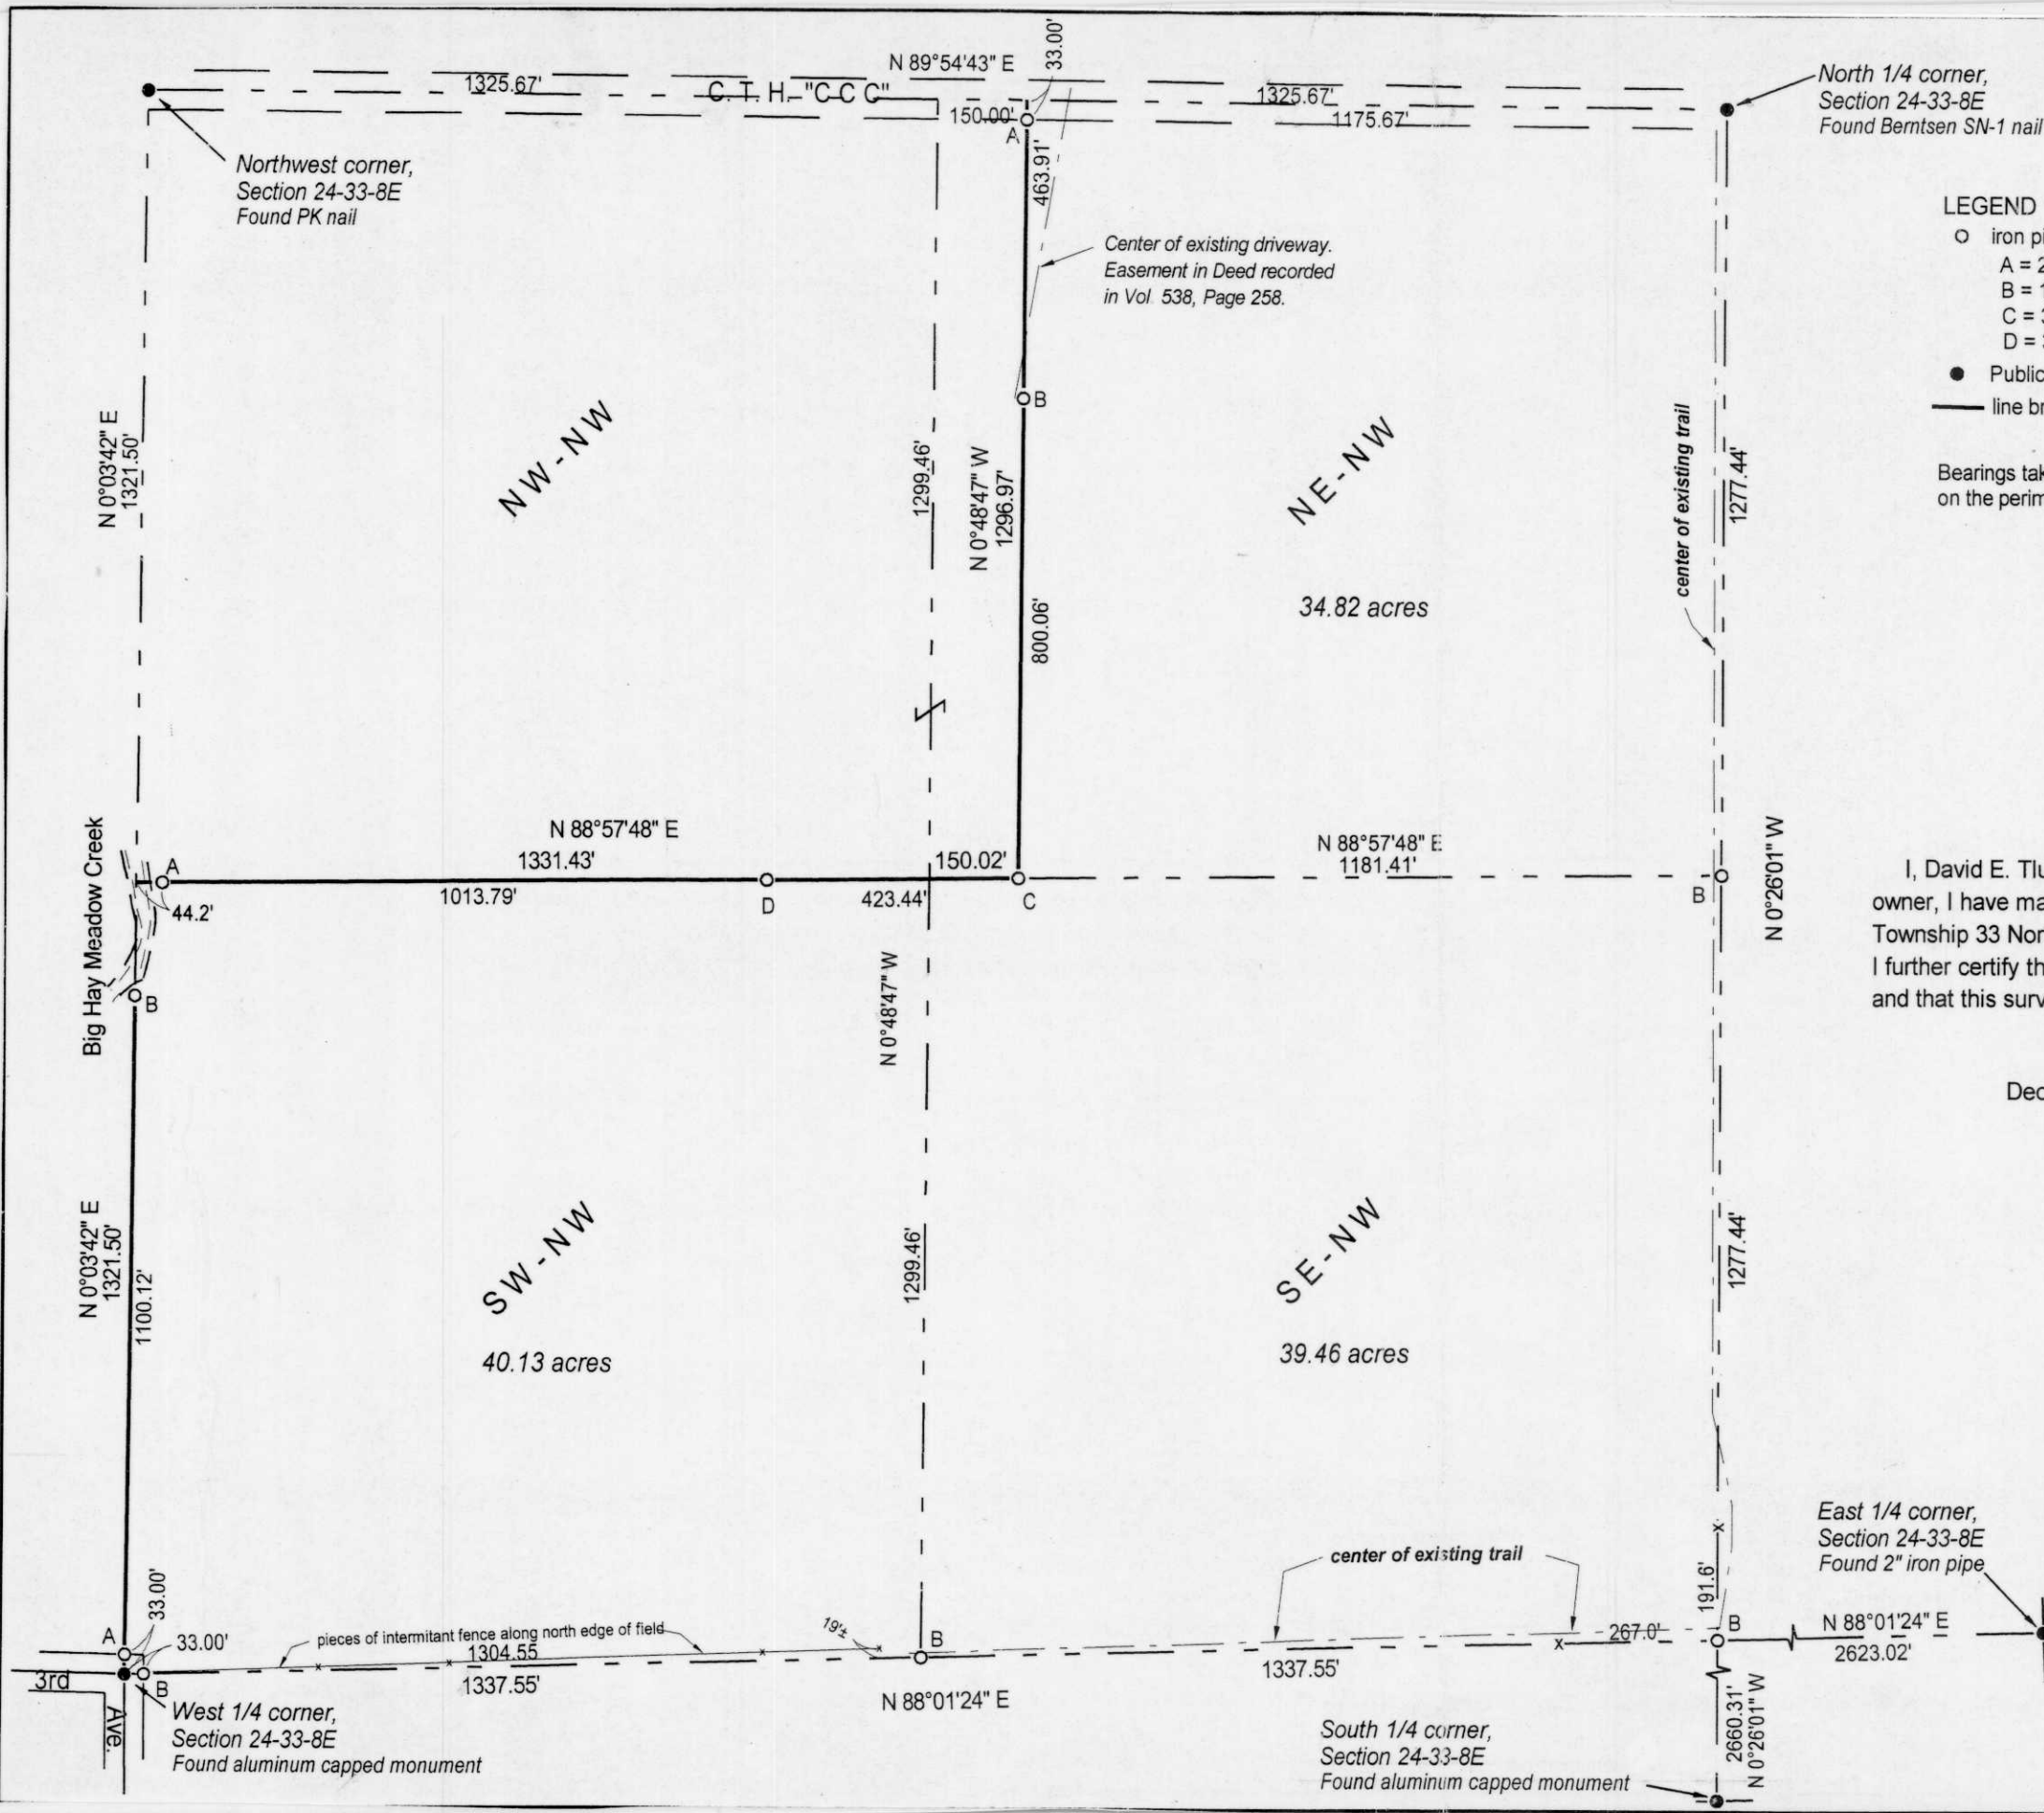 N 89°54'43" E
33.00'
1325.67'
C. T. H. "C C C"
1325.67'
150.00'
1175.67'
A
North 1/4 corner,
Section 24-33-8E
Found Berntsen SN-1 nail
Northwest corner,
Section 24-33-8E
Found PK nail
463.91'
Center of existing driveway.
Easement in Deed recorded
in Vol. 538, Page 258.
LEGEND
iron pi
A = 2
B = 1
C = 3
D =
Public
line br
B
N 0°03'42" E
1321.50'
NW - NW
1299.46'
N 0°48'47" W
1296.97'
NE - NW
center of existing trail
1277.44'
Bearings tak
on the perim
34.82 acres
800.06'
Big Hay Meadow Creek
A
N 88°57'48" E
1331.43'
150.02'
N 88°57'48" E
1181.41'
44.2'
1013.79'
D
423.44'
C
B
N 0°26'01" W
I, David E. Tlu
owner, I have ma
Township 33 Nor
I further certify th
and that this surv
B
N 0°48'47" W
Dec
N 0°03'42" E
1321.50'
1100.12'
SW - NW
1299.46'
SE - NW
1277.44'
40.13 acres
39.46 acres
East 1/4 corner,
Section 24-33-8E
Found 2" iron pipe
center of existing trail
191.6'
33.00'
A
33.00'
pieces of intermitant fence along north edge of field
1304.55
19'±
B
267.0'
B
N 88°01'24" E
2623.02'
3rd
B
1337.55'
1337.55'
N 88°01'24" E
Ave.
West 1/4 corner,
Section 24-33-8E
Found aluminum capped monument
South 1/4 corner,
Section 24-33-8E
Found aluminum capped monument
2660.31'
N 0°26'01" W